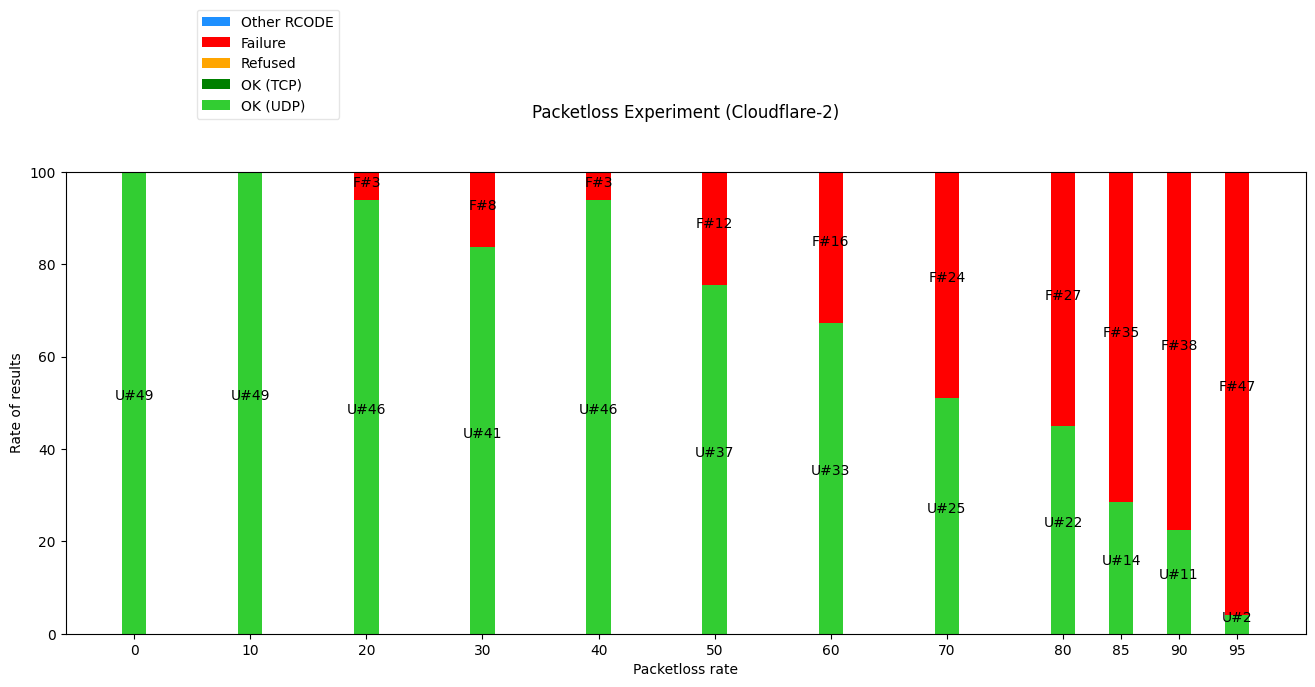 Other RCODE
Failure
Refused
OK (TCP)
OK (UDP)
Packetloss Experiment (Cloudflare-2)
Rate of results
100
80
60
40
20
0
U#49
U#49
F#3
U#46
F#8
U#41
F#3
U#46
F#12
U#37
F#16
U#33
F#24
U#25
F#27
U#22
F#35
U#14
F#38
U#11
F#47
U#2
0 10 20 30 40 50 60 70 80 85 90 95
Packetloss rate